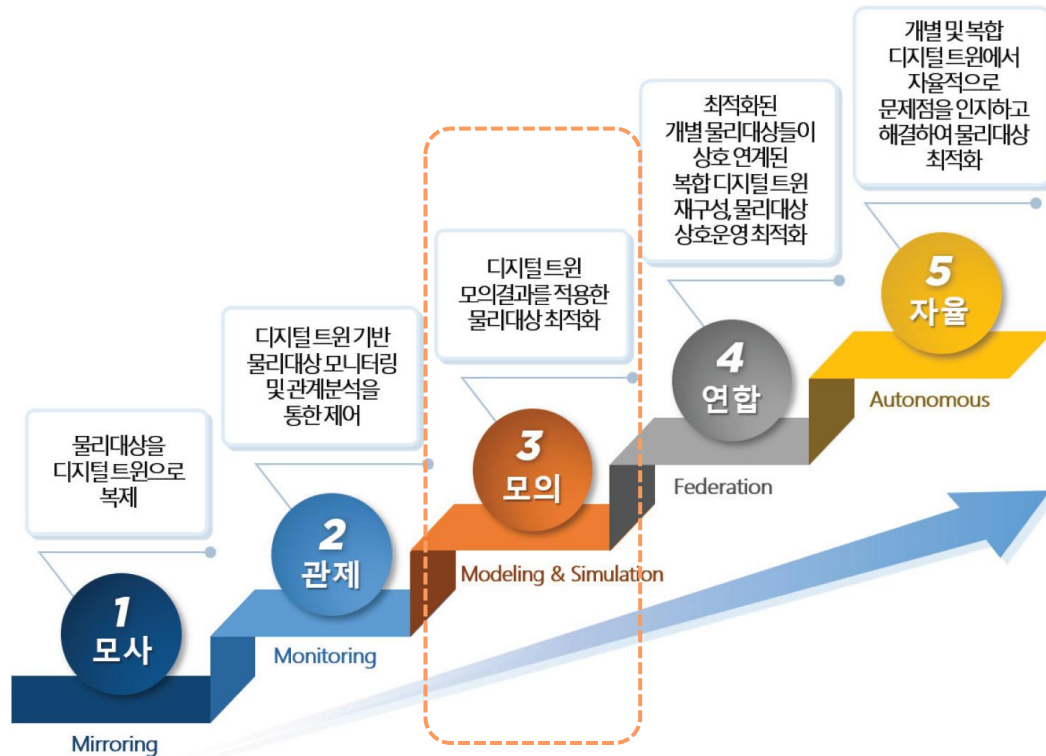 물리대상을
디지털 트윈으로
복제
1
모사
Mirroring
디지털 트윈 기반
물리대상 모니터링
및 관계분석을
통한 제어
2
관제
Monitoring
디지털 트윈
모의결과를 적용한
물리대상 최적화
3
모의
Modeling & Simulation
최적화된
개별 물리대상들이
상호 연계된
복합 디지털 트윈
재구성, 물리대상
상호운영 최적화
4
연합
Federation
개별 및 복합
디지털 트윈에서
자율적으로
문제점을 인지하고
해결하여 물리대상
최적화
5
자율
Autonomous